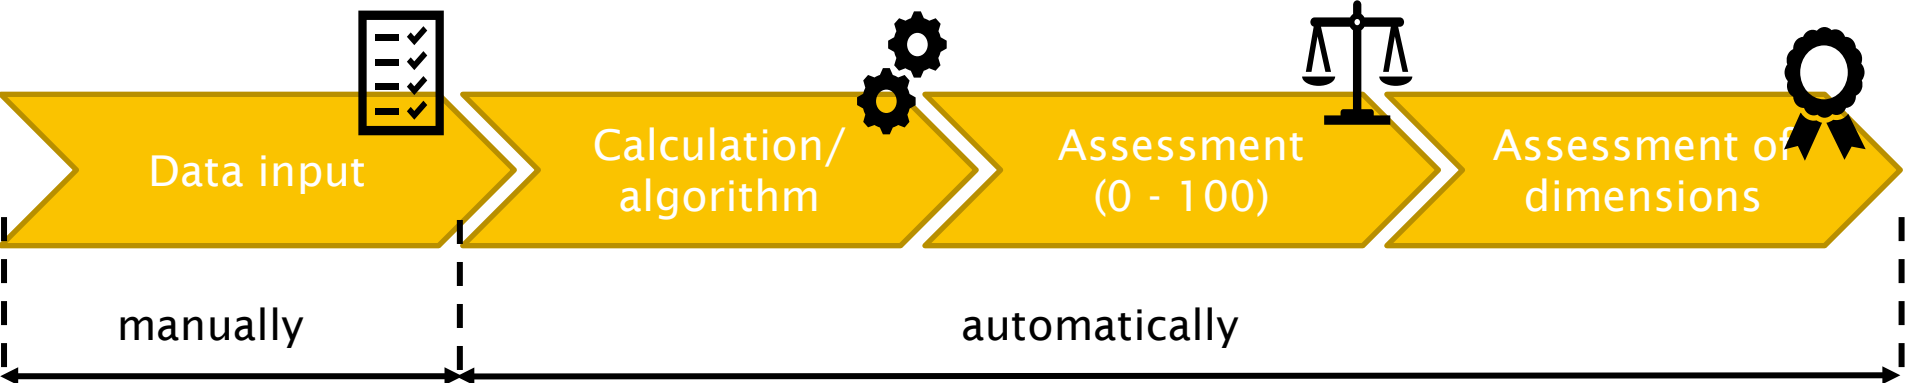 Data input
Calculation/
algorithm
Assessment
(0 - 100)
Assessment of
dimensions
manually
automatically